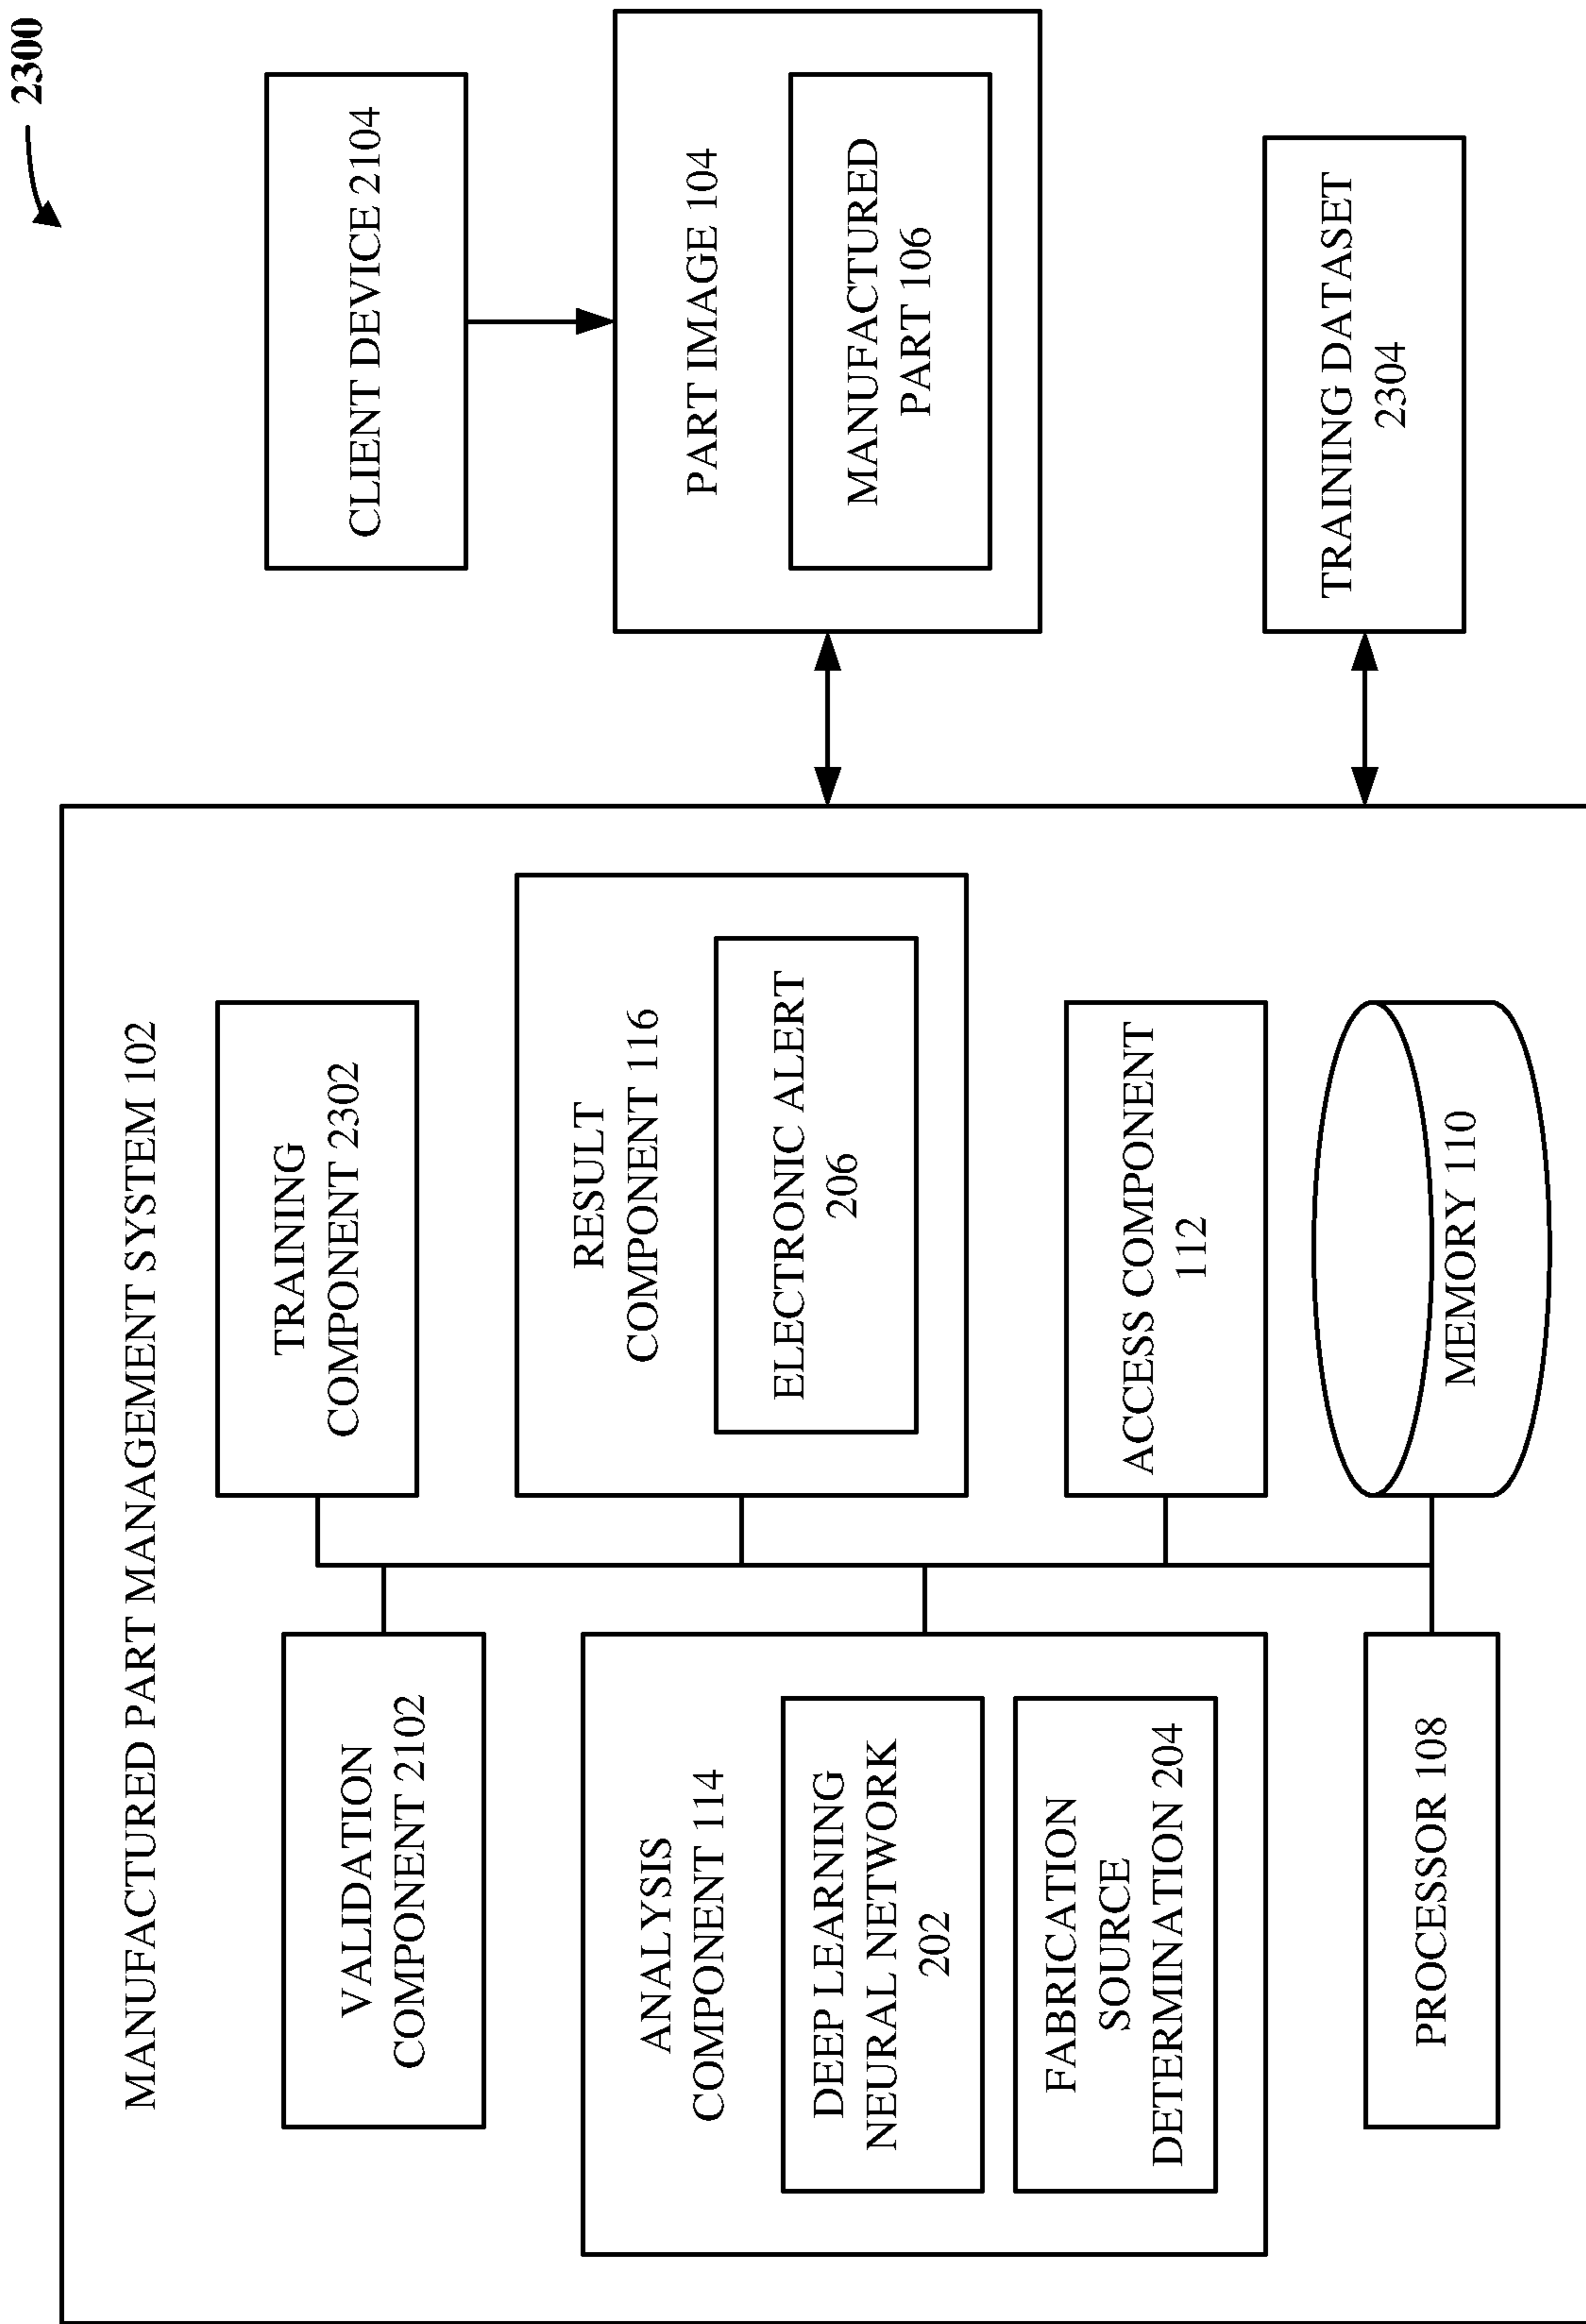 2300
MANUFACTURED PART MANAGEMENT SYSTEM 102
VALIDATION
COMPONENT 2102
TRAINING
COMPONENT 2302
ANALYSIS
COMPONENT 114
DEEP LEARNING
NEURAL NETWORK
202
FABRICATION
SOURCE
DETERMINATION 204
RESULT
COMPONENT 116
ELECTRONIC ALERT
206
ACCESS COMPONENT
112
PROCESSOR 108
MEMORY 110
CLIENT DEVICE 2104
PART IMAGE 104
MANUFACTURED
PART 106
TRAINING DATASET
2304